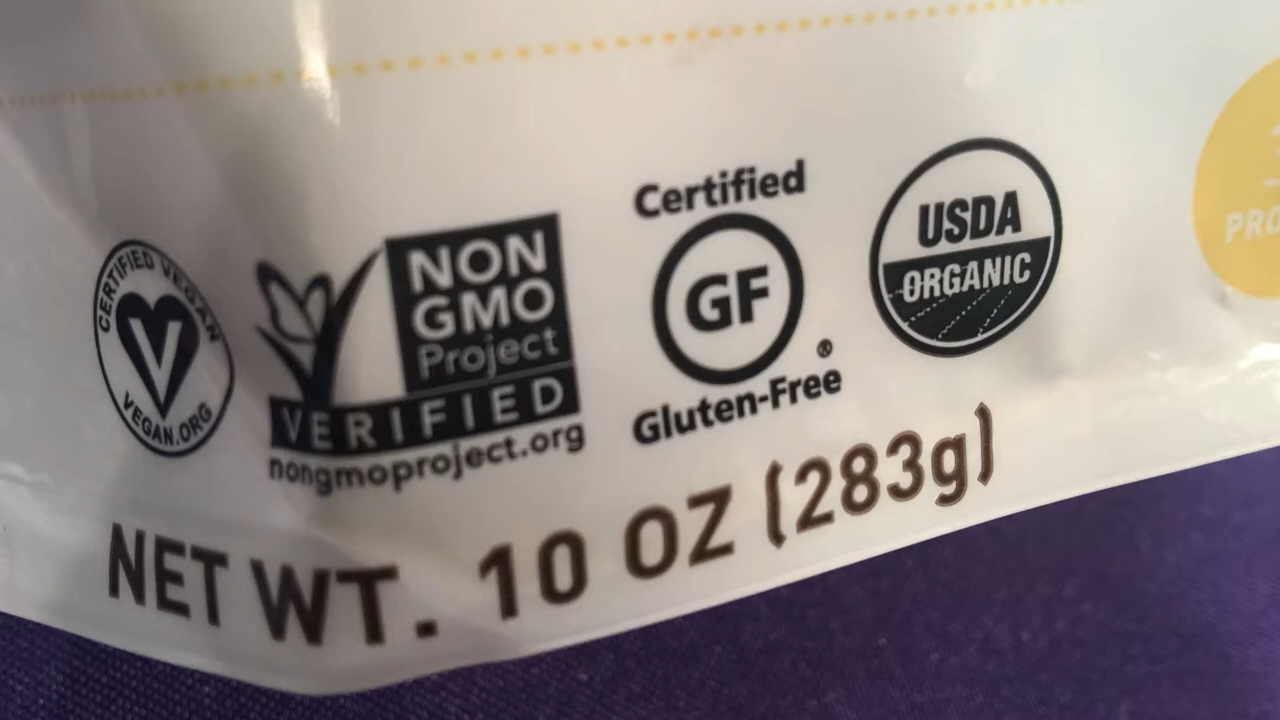 CERTIFIED VEGAN
V
VEGAN.ORG
NON
GMO
Project
VERIFIED
nongmoproject.org
Certified
GF
®
Gluten-Free
USDA
ORGANIC
NET WT. 10 OZ (283g)